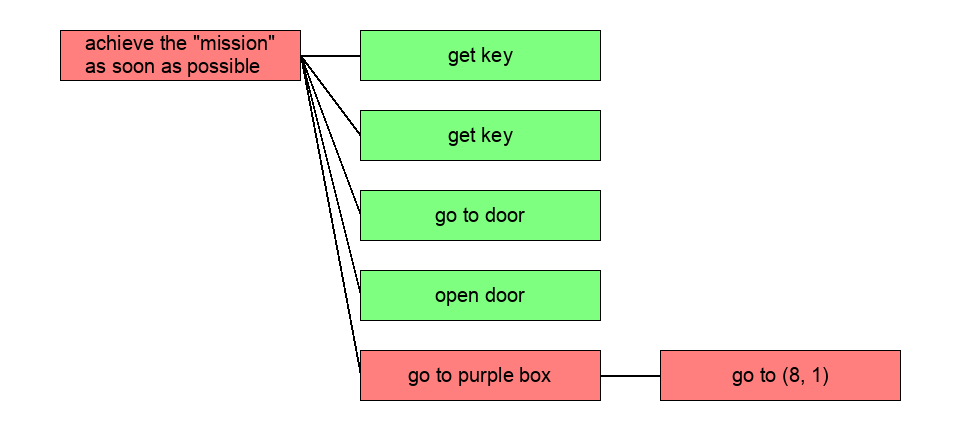 achieve the "mission"
as soon as possible
get key
get key
go to door
open door
go to purple box
go to (8, 1)